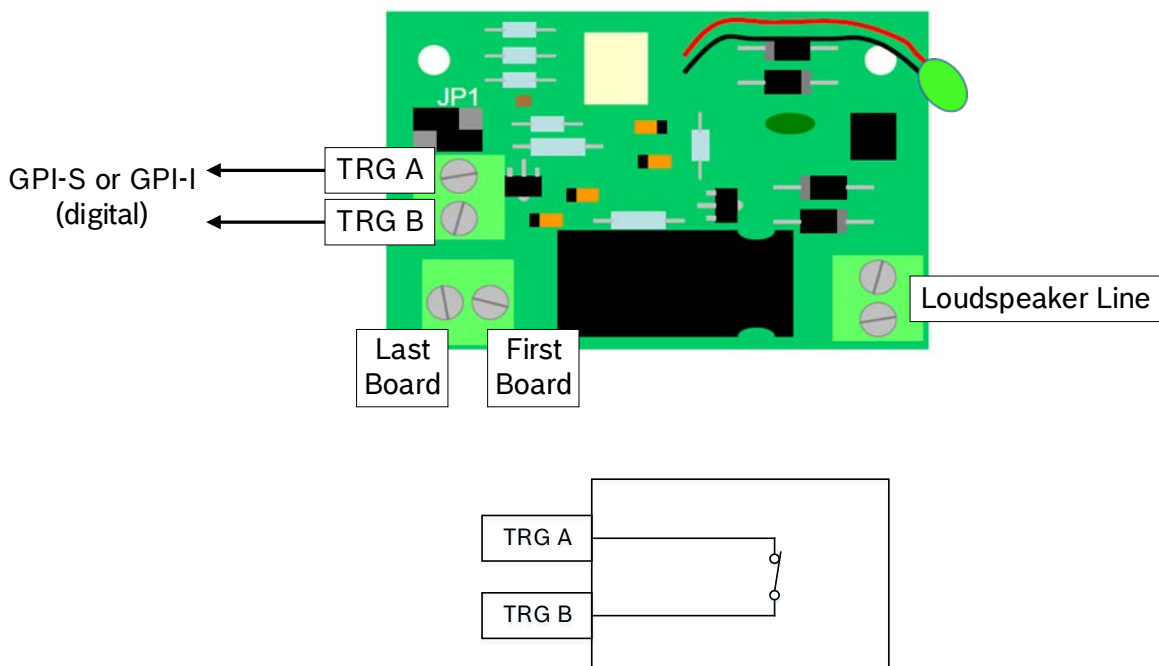 JP1
GPI-S or GPI-I
(digital)
TRG A
TRG B
Loudspeaker Line
Last
Board
First
Board
TRG A
TRG B